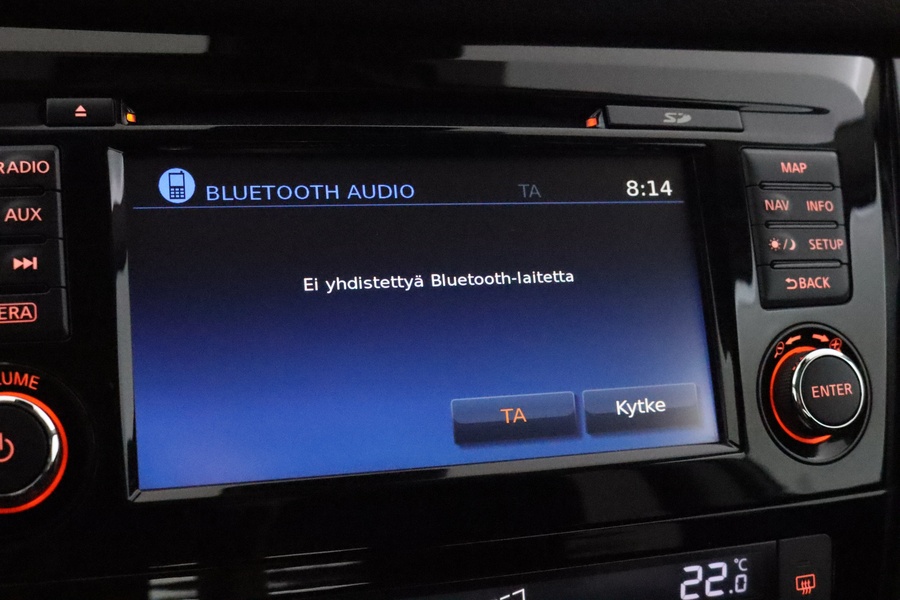 SD
RADIO
AUX
BLUETOOTH AUDIO TA 8:14
Ei yhdistettyä Bluetooth-laitetta
TA Kytke
MAP
NAV INFO
SETUP
BACK
ENTER
22.0 °C